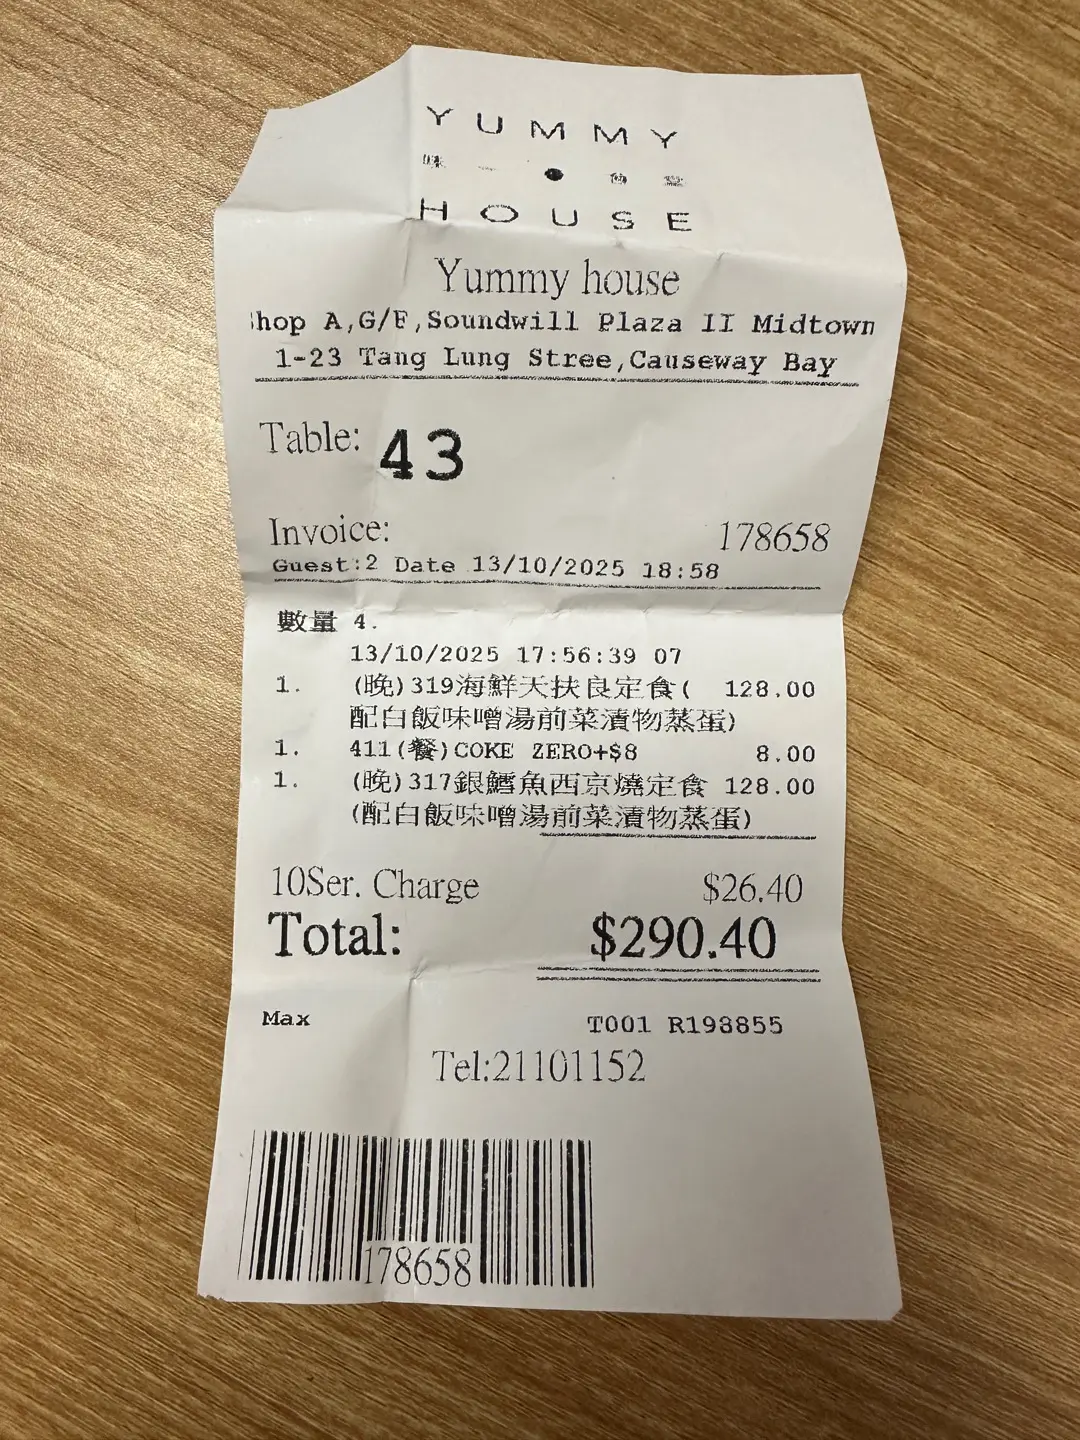 YUMMY
味 一 ● 的 堂
HOUSE
Yummy house
hop A,G/F,Soundwill Plaza II Midtown
1-23 Tang Lung Stree,Causeway Bay
Table: 43
Invoice: 178658
Guest:2 Date 13/10/2025 18:58
數量 4.
13/10/2025 17:56:39 07
1. (晚)319海鮮天扶良定食( 128.00
配白飯味噌湯前菜漬物蒸蛋)
1. 411(餐)COKE ZERO+$8 8.00
1. (晚)317銀鱈魚西京燒定食 128.00
(配白飯味噌湯前菜漬物蒸蛋)
10Ser. Charge $26.40
Total: $290.40
Max T001 R193855
Tel:21101152
178658